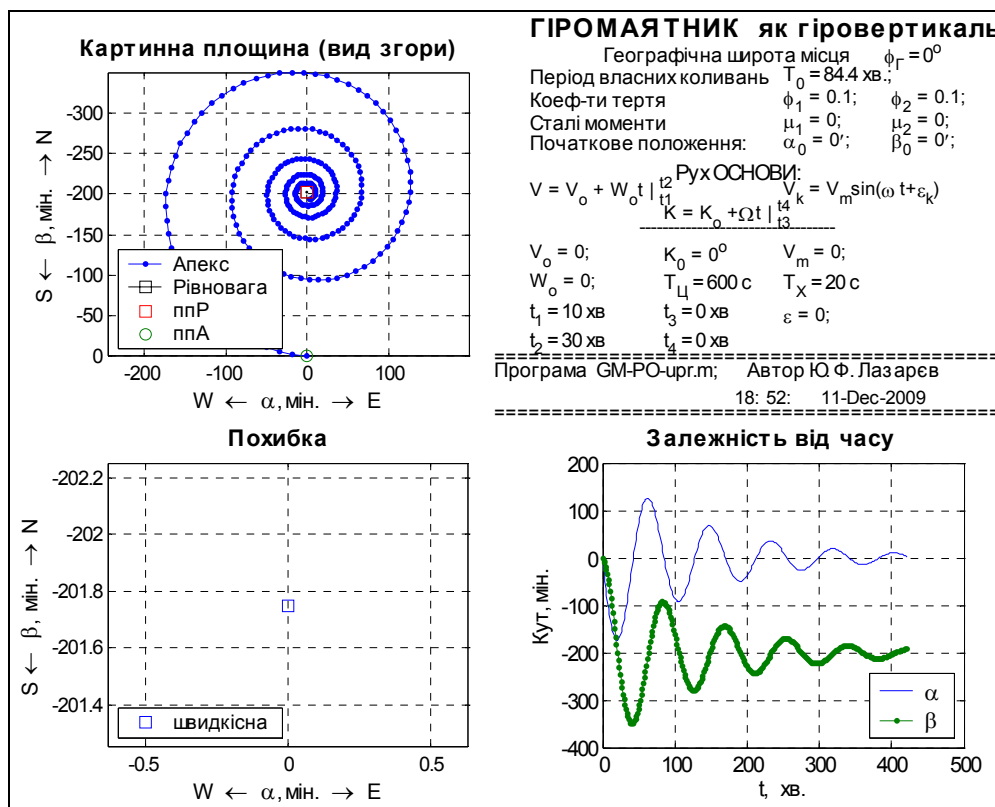 Картинна площина (вид згори)
-300
-250
-200
-150
-100
-50
0
-200
-100
0
100
S ← β, мін. → N
W ← α, мін. → E
Апекс
Рівновага
ппР
ппА
ГІРОМАЯТНИК як гіровертикаль
Географічна широта місця φГ = 0°
Період власних коливань T0 = 84.4 хв.;
Коеф-ти тертя φ1 = 0.1; φ2 = 0.1;
Сталі моменти μ1 = 0; μ2 = 0;
Початкове положення: α0 = 0′; β0 = 0′;
Рух ОСНОВИ:
V = Vo + Wo t |t1 t2 Vk = Vm sin(ω t+εk)
K = Ko +Ωt |t3 t4
-----------------------------------
Vo = 0; K0 = 0° Vm = 0;
Wo = 0; TЦ = 600 c TX = 20 c
t1 = 10 хв t3 = 0 хв ε = 0;
t2 = 30 хв t4 = 0 хв
==========================================
Програма GM-PO-upr.m; Автор Ю. Ф. Лазарєв
18: 52: 11-Dec-2009
==========================================
Похибка
-202.2
-202
-201.8
-201.6
-201.4
-0.5
0
0.5
S ← β, мін. → N
W ← α, мін. → E
швидкісна
Залежність від часу
200
100
0
-100
-200
-300
-400
0
100
200
300
400
500
Кут, мін.
t, хв.
α
β